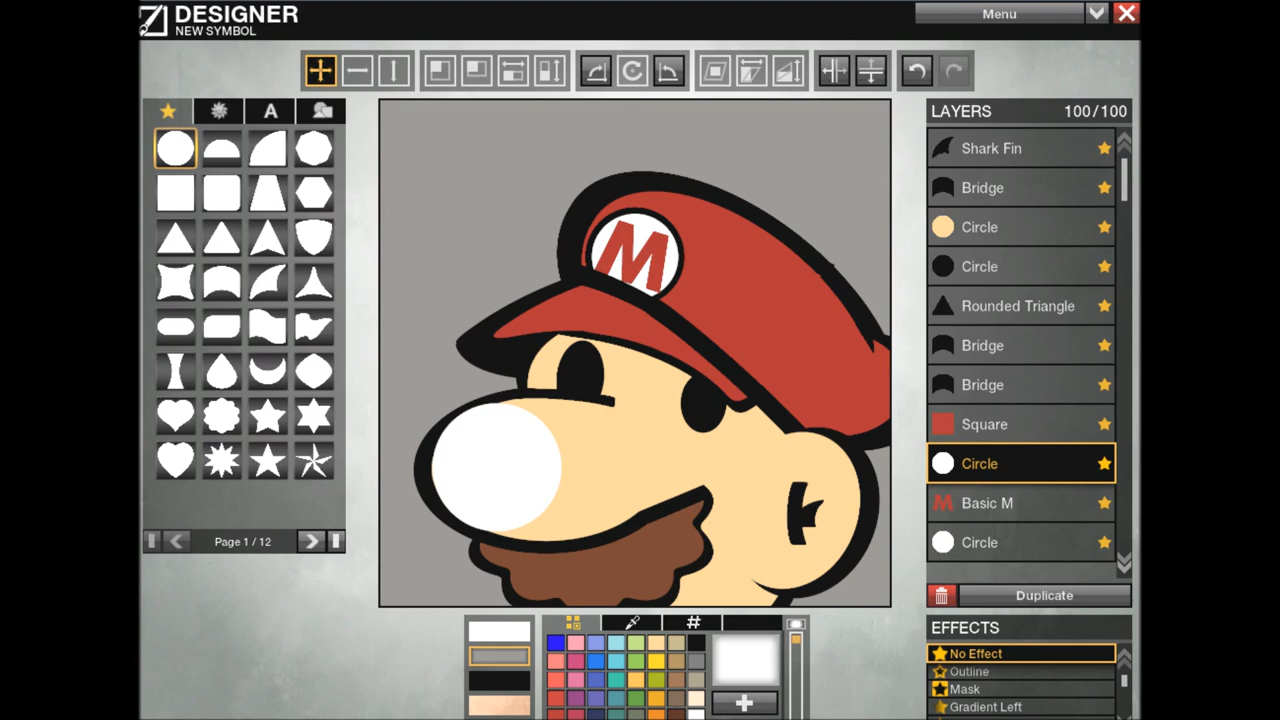 DESIGNER
NEW SYMBOL
Menu
A
LAYERS 100/100
Shark Fin
Bridge
Circle
Circle
Rounded Triangle
Bridge
Bridge
Square
Circle
Basic M
Circle
M
Page 1 / 12
Duplicate
#
EFFECTS
No Effect
Outline
Mask
Gradient Left